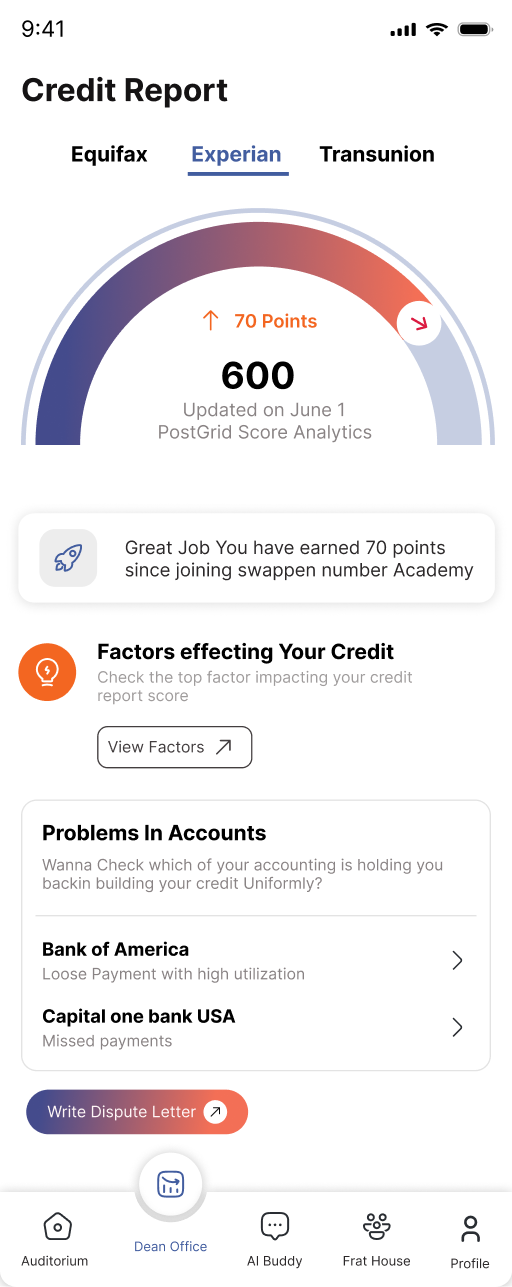 9:41
Credit Report
Equifax
Experian
Transunion
70 Points
600
Updated on June 1
PostGrid Score Analytics
Great Job You have earned 70 points
since joining swappen number Academy
Factors effecting Your Credit
Check the top factor impacting your credit
report score
View Factors
Problems In Accounts
Wanna Check which of your accounting is holding you
backin building your credit Uniformly?
Bank of America
Loose Payment with high utilization
Capital one bank USA
Missed payments
Write Dispute Letter
Auditorium
Dean Office
AI Buddy
Frat House
Profile